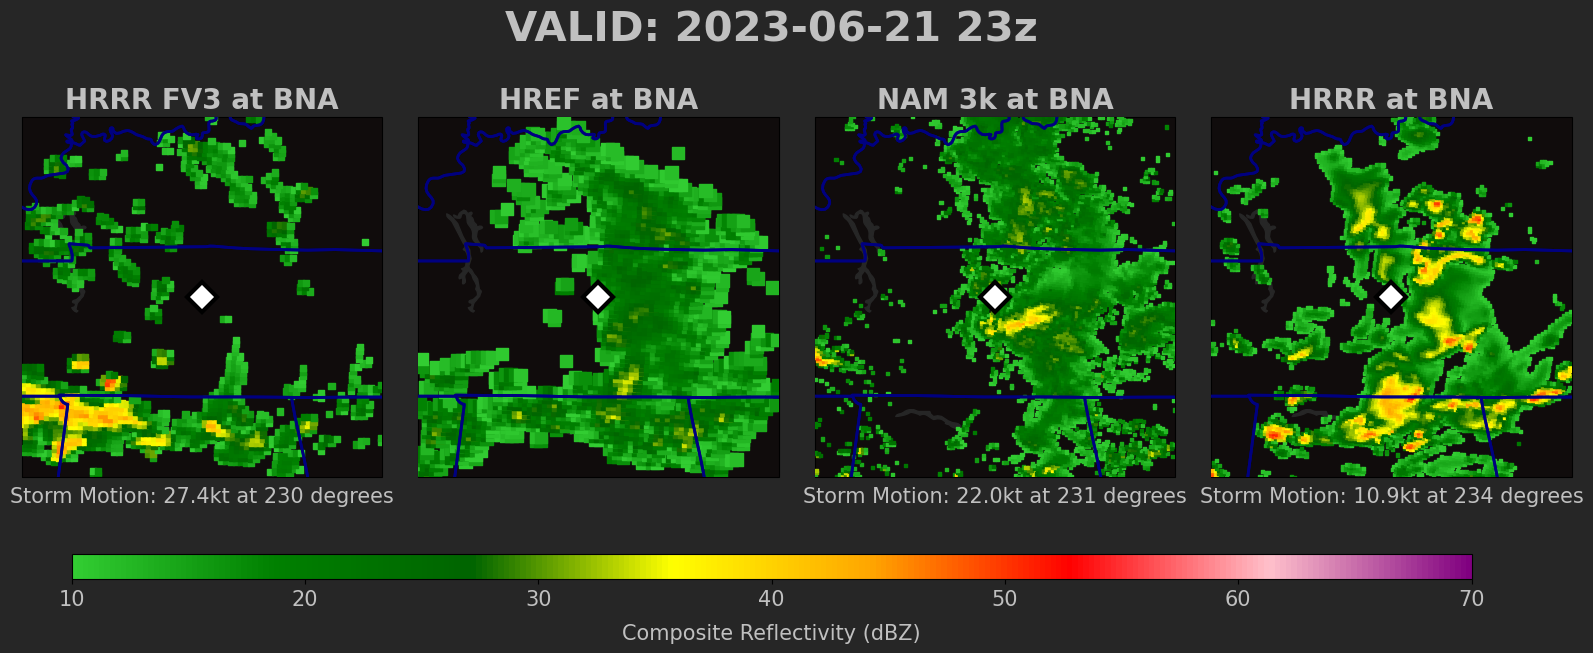 VALID: 2023-06-21 23z
HRRR FV3 at BNA
HREF at BNA
NAM 3k at BNA
HRRR at BNA
Storm Motion: 27.4kt at 230 degrees
Storm Motion: 22.0kt at 231 degrees
Storm Motion: 10.9kt at 234 degrees
10 20 30 40 50 60 70
Composite Reflectivity (dBZ)